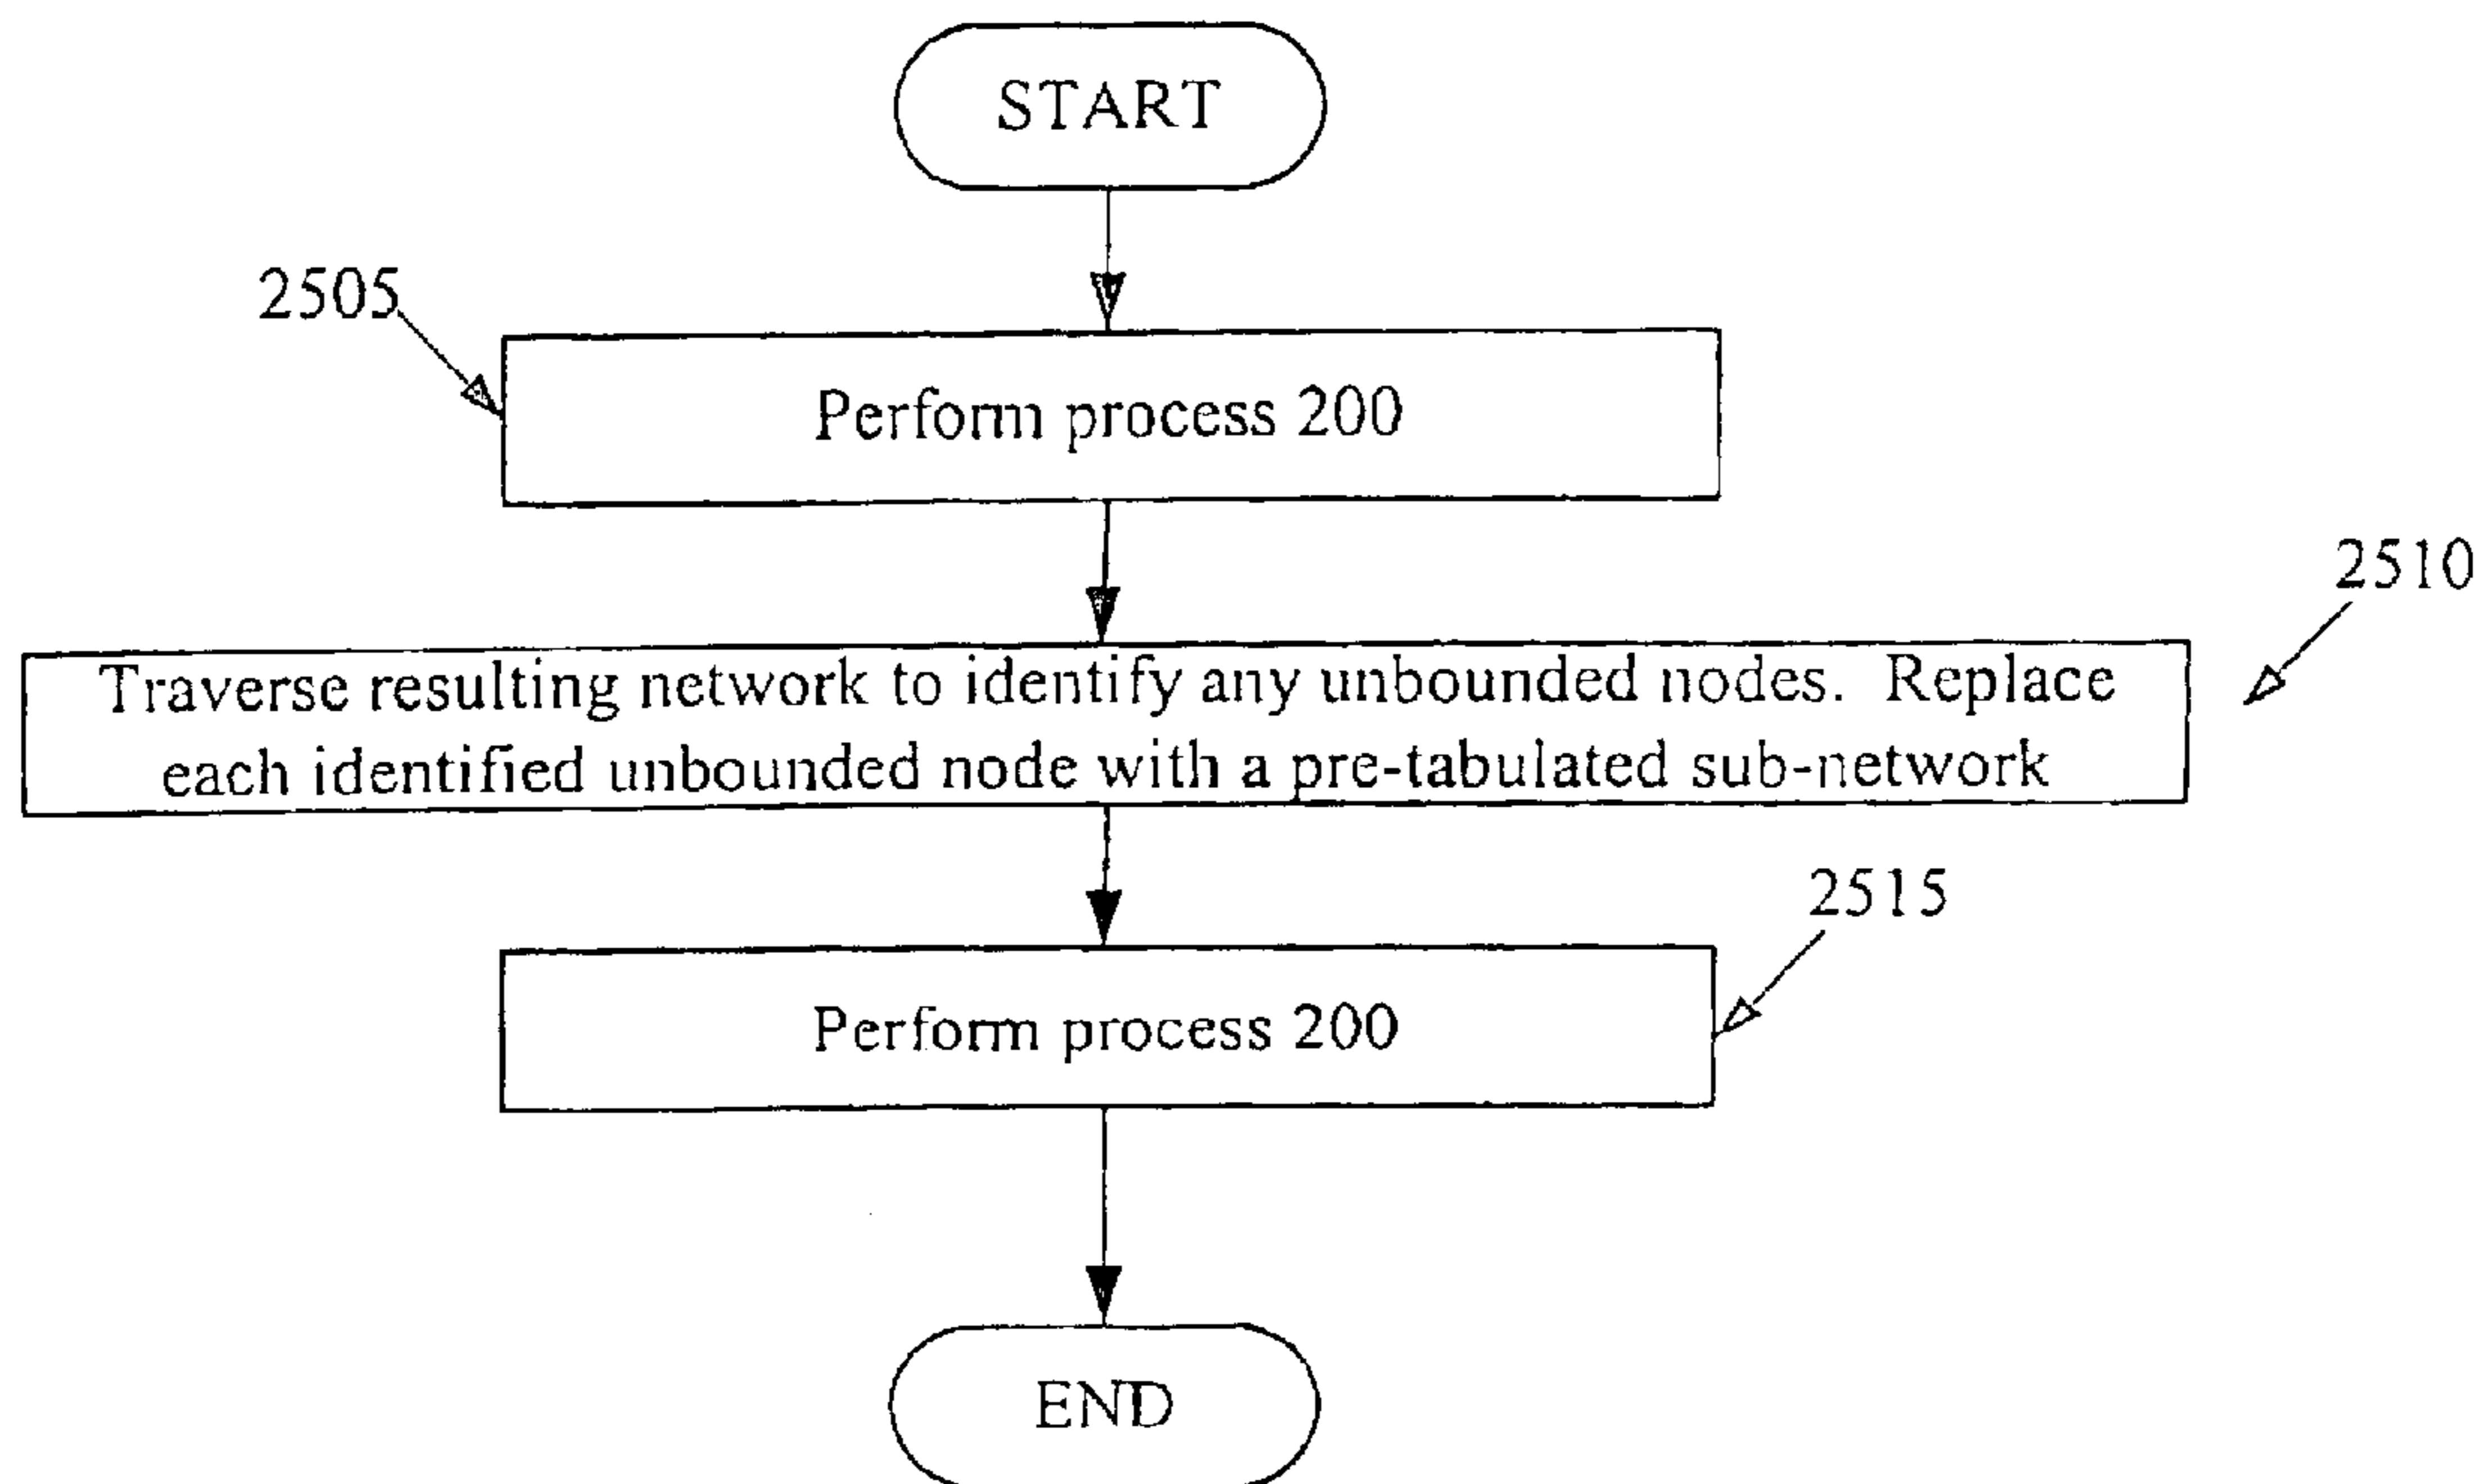 START
2505
Perform process 200
2510
Traverse resulting network to identify any unbounded nodes. Replace
each identified unbounded node with a pre-tabulated sub-network
2515
Perform process 200
END